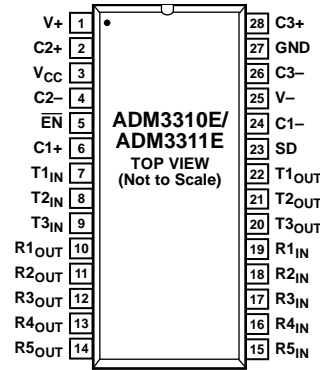 V+ 1 28 C3+
C2+ 2 27 GND
VCC 3 26 C3–
C2– 4 25 V–
EN 5 24 C1–
C1+ 6 23 SD
T1IN 7 22 T1OUT
T2IN 8 21 T2OUT
T3IN 9 20 T3OUT
R1OUT 10 19 R1IN
R2OUT 11 18 R2IN
R3OUT 12 17 R3IN
R4OUT 13 16 R4IN
R5OUT 14 15 R5IN
ADM3310E/
ADM3311E
TOP VIEW
(Not to Scale)